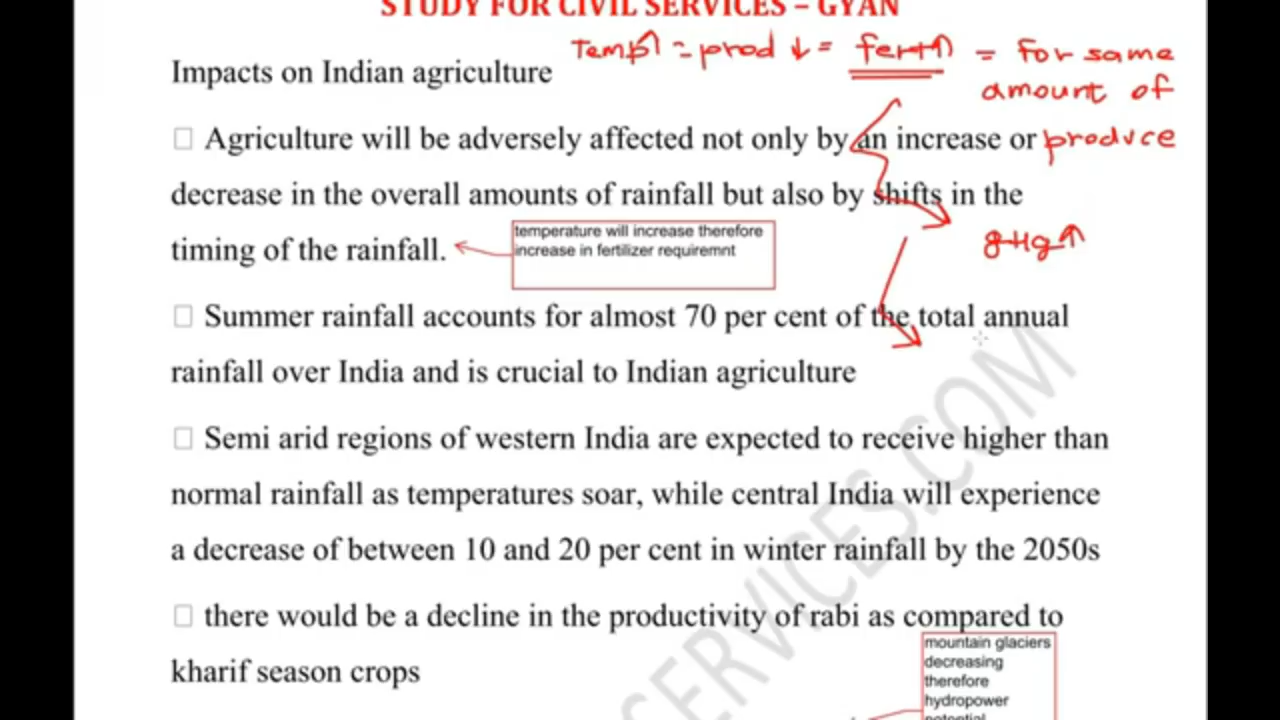 STUDY FOR CIVIL SERVICES – GYAN
Temp↑ = prod ↓ = fert↑ = For same
amount of
produce
Impacts on Indian agriculture
Agriculture will be adversely affected not only by an increase or
decrease in the overall amounts of rainfall but also by shifts in the
timing of the rainfall.
temperature will increase therefore
increase in fertilizer requiremnt
gHg↑
Summer rainfall accounts for almost 70 per cent of the total annual
rainfall over India and is crucial to Indian agriculture
Semi arid regions of western India are expected to receive higher than
normal rainfall as temperatures soar, while central India will experience
a decrease of between 10 and 20 per cent in winter rainfall by the 2050s
there would be a decline in the productivity of rabi as compared to
kharif season crops
mountain glaciers
decreasing
therefore
hydropower
potential
SERVICES.COM